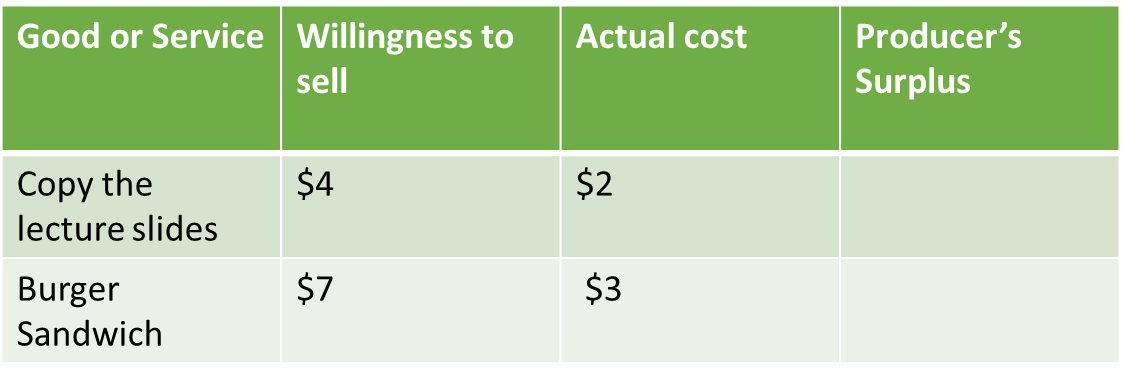 Good or Service
Willingness to
sell
Actual cost
Producer’s
Surplus
Copy the
lecture slides
$4
$2
Burger
Sandwich
$7
$3